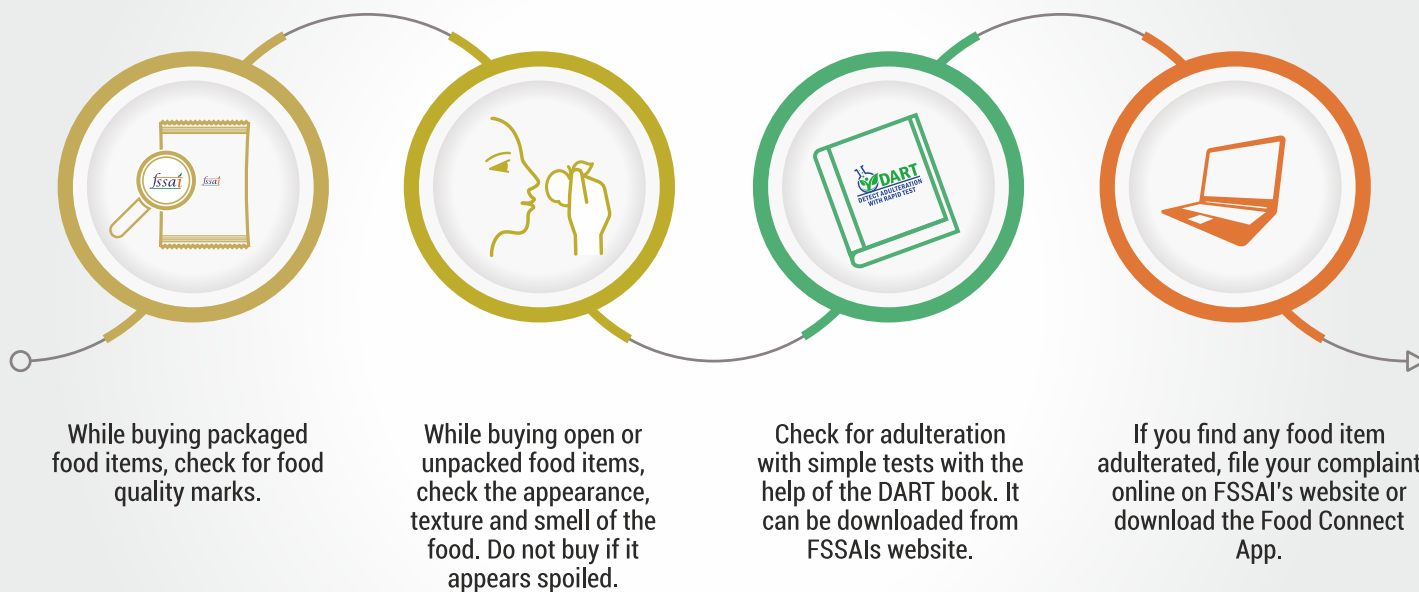 fssai
fssai
DART
DETECT ADULTERATION
WITH RAPID TEST
While buying packaged
food items, check for food
quality marks.
While buying open or
unpacked food items,
check the appearance,
texture and smell of the
food. Do not buy if it
appears spoiled.
Check for adulteration
with simple tests with the
help of the DART book. It
can be downloaded from
FSSAIs website.
If you find any food item
adulterated, file your complaint
online on FSSAI's website or
download the Food Connect
App.